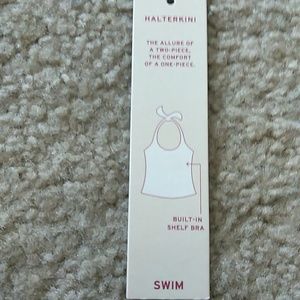 HALTERKINI
THE ALLURE OF
A TWO-PIECE,
THE COMFORT
OF A ONE-PIECE.
BUILT-IN
SHELF BRA
SWIM